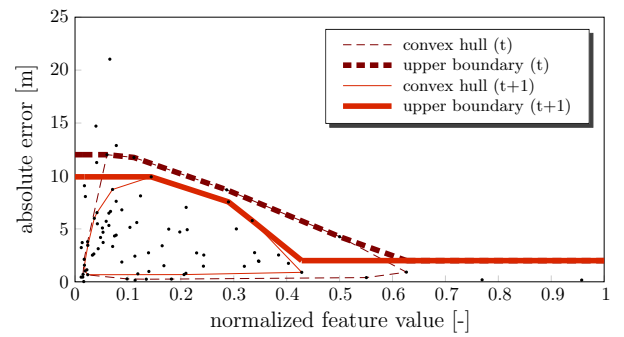 25
20
15
10
5
0
0
0.1
0.2
0.3
0.4
0.5
0.6
0.7
0.8
0.9
1
absolute error [m]
normalized feature value [-]
convex hull (t)
upper boundary (t)
convex hull (t+1)
upper boundary (t+1)